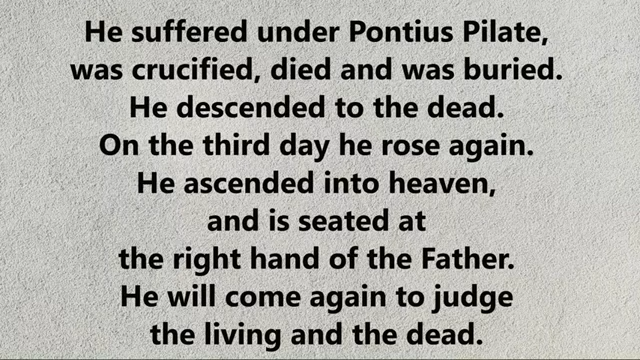 He suffered under Pontius Pilate,
was crucified, died and was buried.
He descended to the dead.
On the third day he rose again.
He ascended into heaven,
and is seated at
the right hand of the Father.
He will come again to judge
the living and the dead.